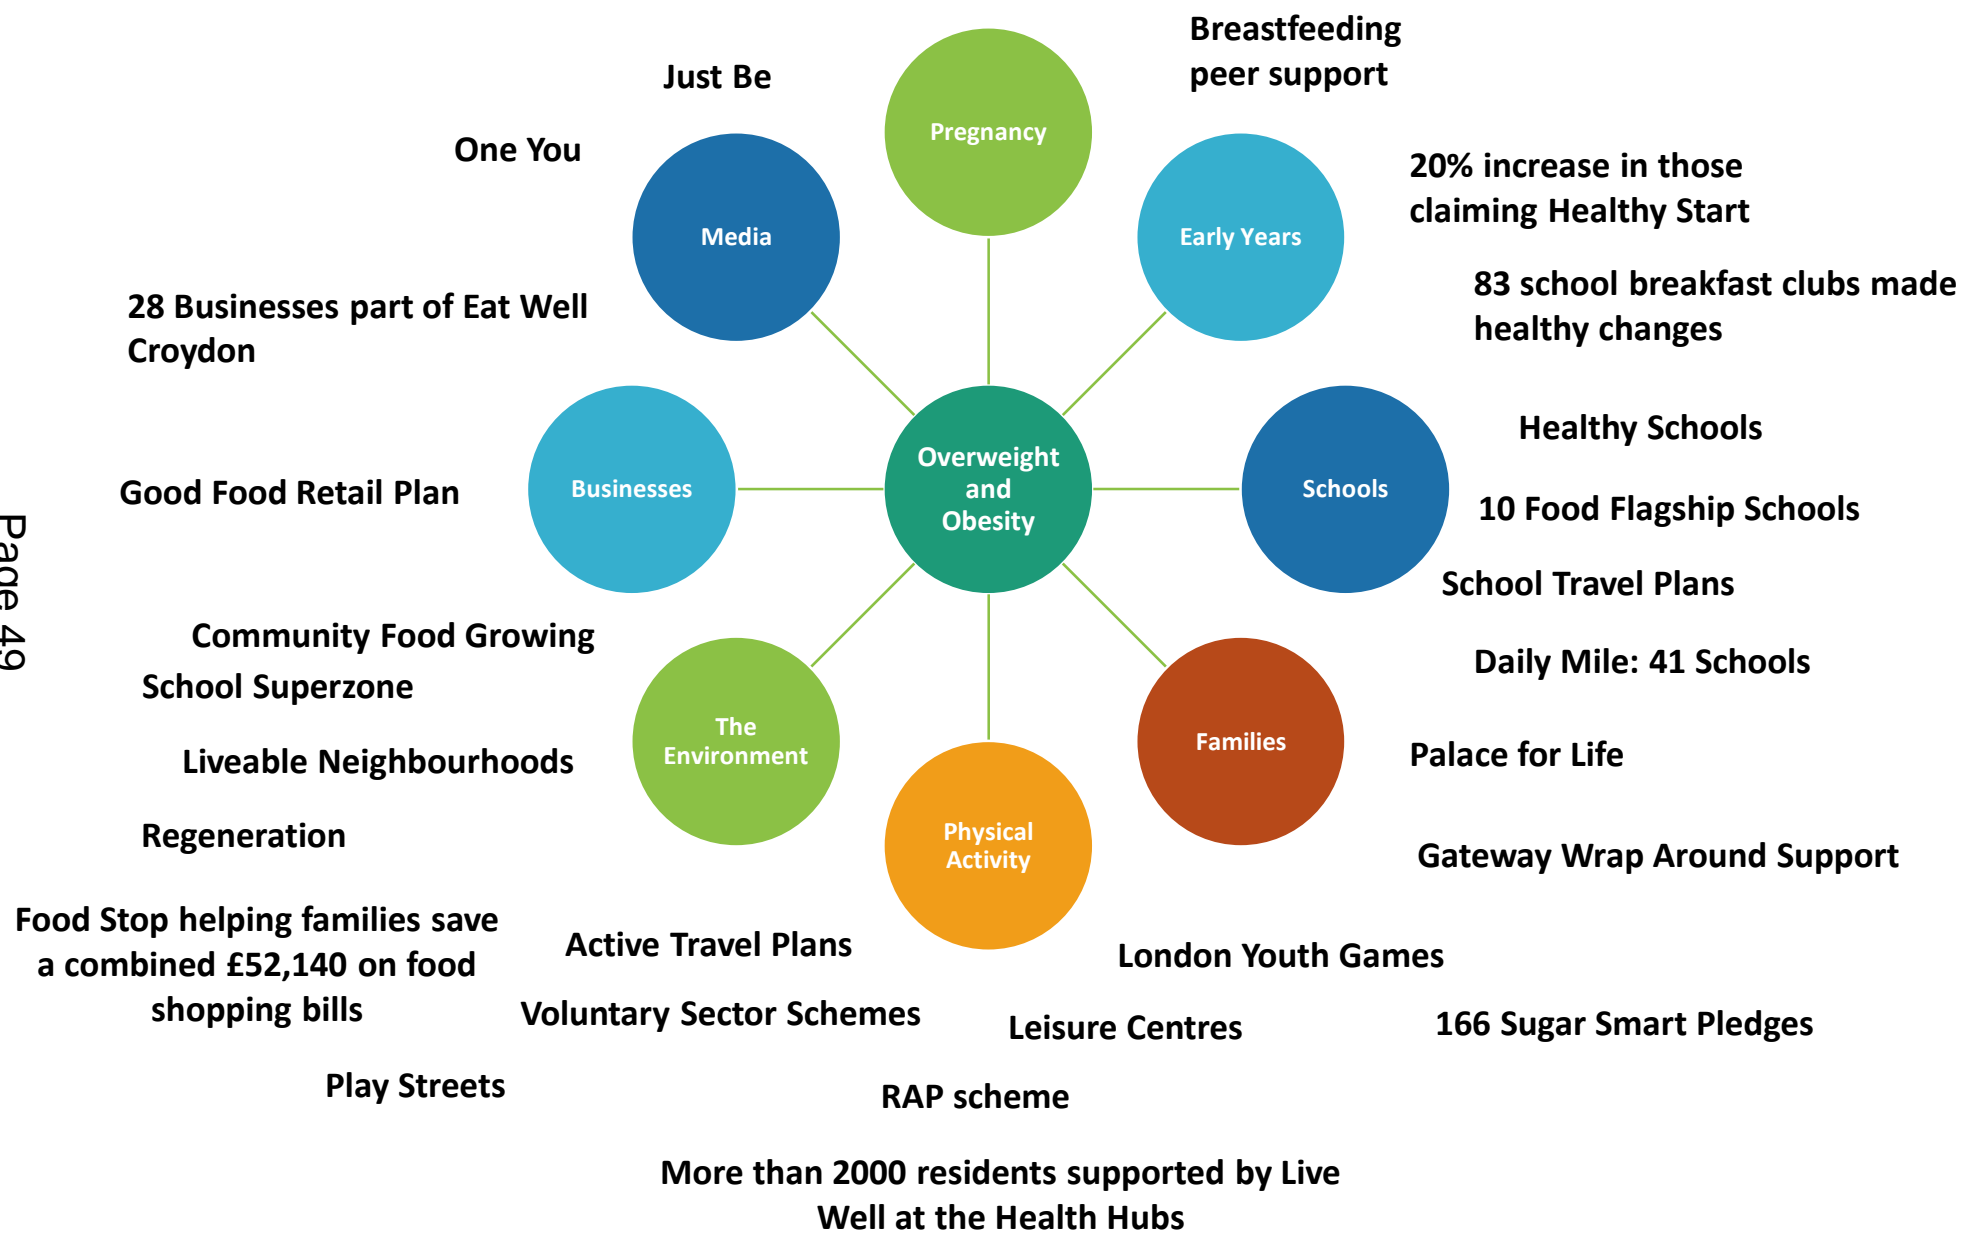 Breastfeeding
peer support
Just Be
Pregnancy
One You
20% increase in those
claiming Healthy Start
Media
Early Years
83 school breakfast clubs made
healthy changes
28 Businesses part of Eat Well
Croydon
Healthy Schools
Overweight
and
Obesity
Good Food Retail Plan
Businesses
Schools
10 Food Flagship Schools
School Travel Plans
Page 49
Community Food Growing
School Superzone
Daily Mile: 41 Schools
The
Environment
Families
Liveable Neighbourhoods
Palace for Life
Regeneration
Physical
Activity
Gateway Wrap Around Support
Food Stop helping families save
a combined £52,140 on food
shopping bills
Active Travel Plans
London Youth Games
Voluntary Sector Schemes
Leisure Centres
166 Sugar Smart Pledges
Play Streets
RAP scheme
More than 2000 residents supported by Live
Well at the Health Hubs